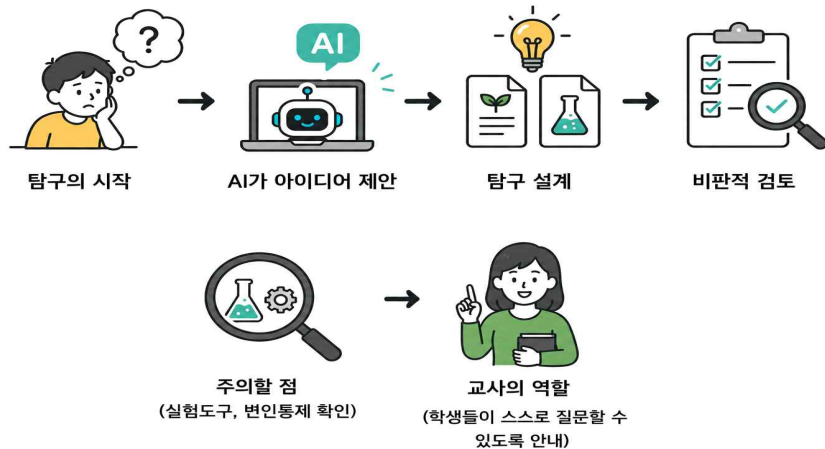 ?
AI
탐구의 시작
AI가 아이디어 제안
탐구 설계
비판적 검토
주의할 점
(실험도구, 변인통제 확인)
교사의 역할
(학생들이 스스로 질문할 수
있도록 안내)